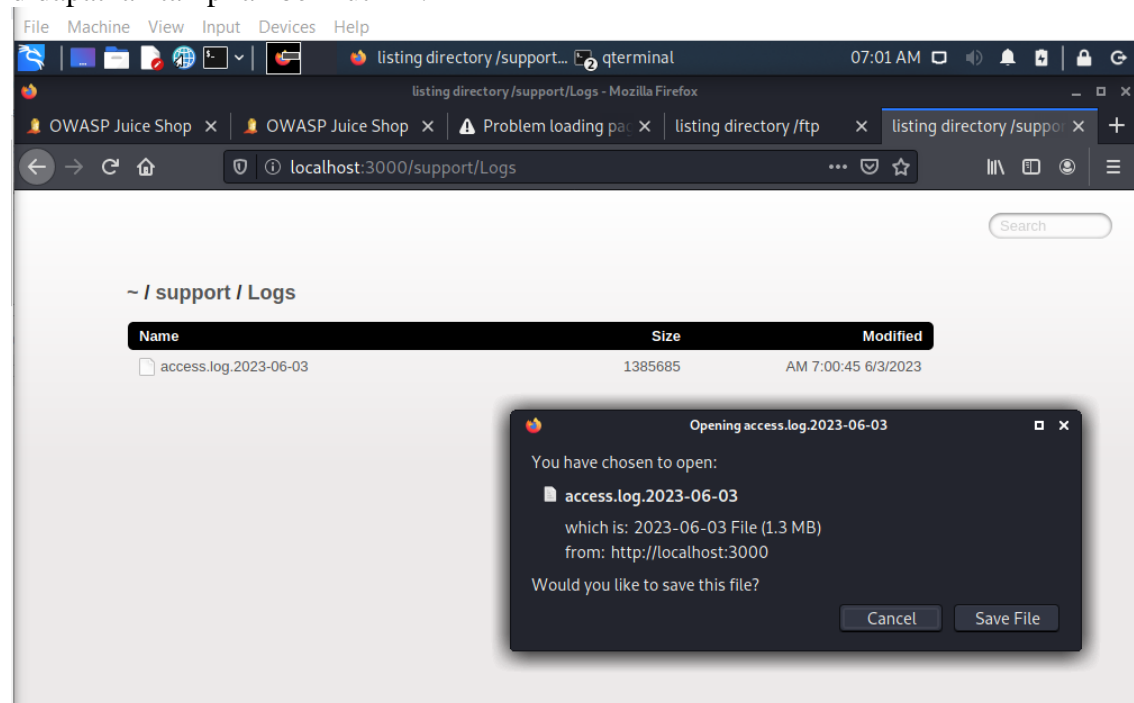 File Machine View Input Devices Help
listing directory /support... 2 qterminal 07:01 AM
listing directory /support/Logs - Mozilla Firefox
OWASP Juice Shop OWASP Juice Shop Problem loading pag listing directory /ftp listing directory /suppor
localhost:3000/support/Logs
Search
~ / support / Logs
Name Size Modified
access.log.2023-06-03 1385685 AM 7:00:45 6/3/2023
Opening access.log.2023-06-03
You have chosen to open:
access.log.2023-06-03
which is: 2023-06-03 File (1.3 MB)
from: http://localhost:3000
Would you like to save this file?
Cancel Save File